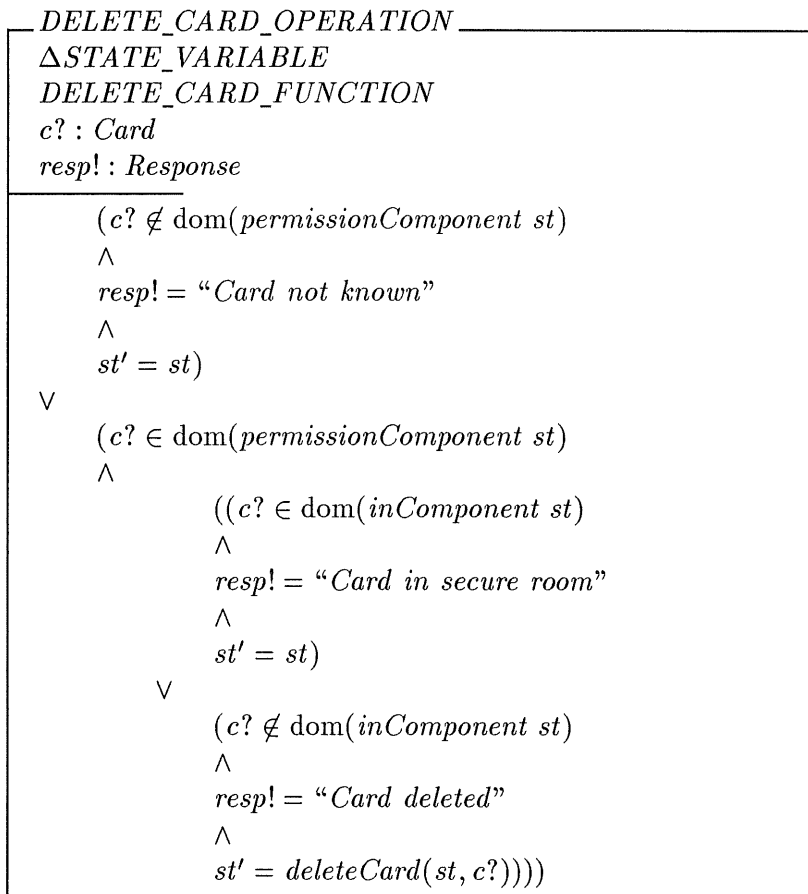 DELETE_CARD_OPERATION
ΔSTATE_VARIABLE
DELETE_CARD_FUNCTION
c? : Card
resp! : Response
(c? ∉ dom(permissionComponent st)
∧
resp! = “Card not known”
∧
st′ = st)
∨
(c? ∈ dom(permissionComponent st)
∧
((c? ∈ dom(inComponent st)
∧
resp! = “Card in secure room”
∧
st′ = st)
∨
(c? ∉ dom(inComponent st)
∧
resp! = “Card deleted”
∧
st′ = deleteCard(st, c?))))